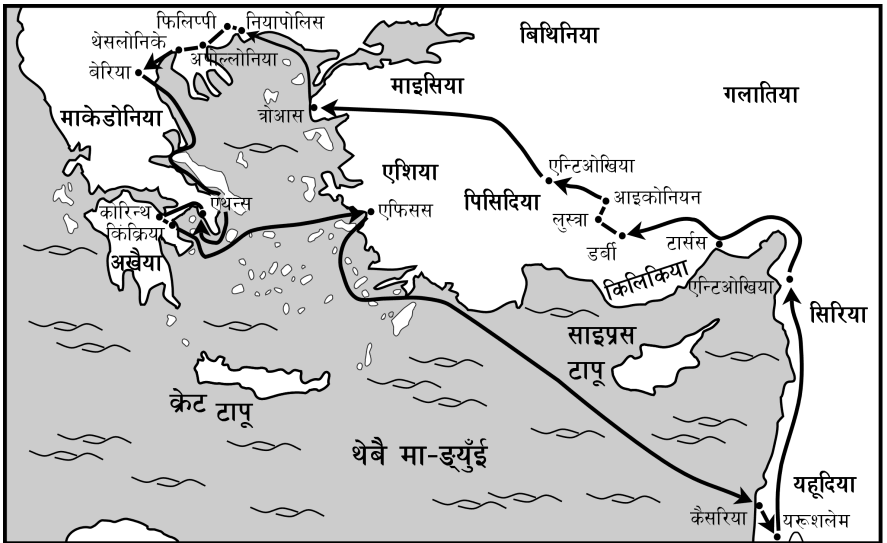 फिलिप्पी
नियापोलिस
थेसलोनिके
अपोल्लोनिया
बेरिया
बिथिनिया
माइसिया
गलातिया
माकेडोनिया
त्रोआस
एशिया
एन्टिओखिया
पिसिदिया
आइकोनियन
लुस्त्रा
डर्बी
टार्सस
कोरिन्थ
एथेन्स
किंक्रिया
एफिसस
अखैया
किलिकिया
एन्टिओखिया
सिरिया
साइप्रस
टापू
क्रेट टापू
थेबै मा-ङ्युँई
यहूदिया
कैसरिया
यरूशलेम